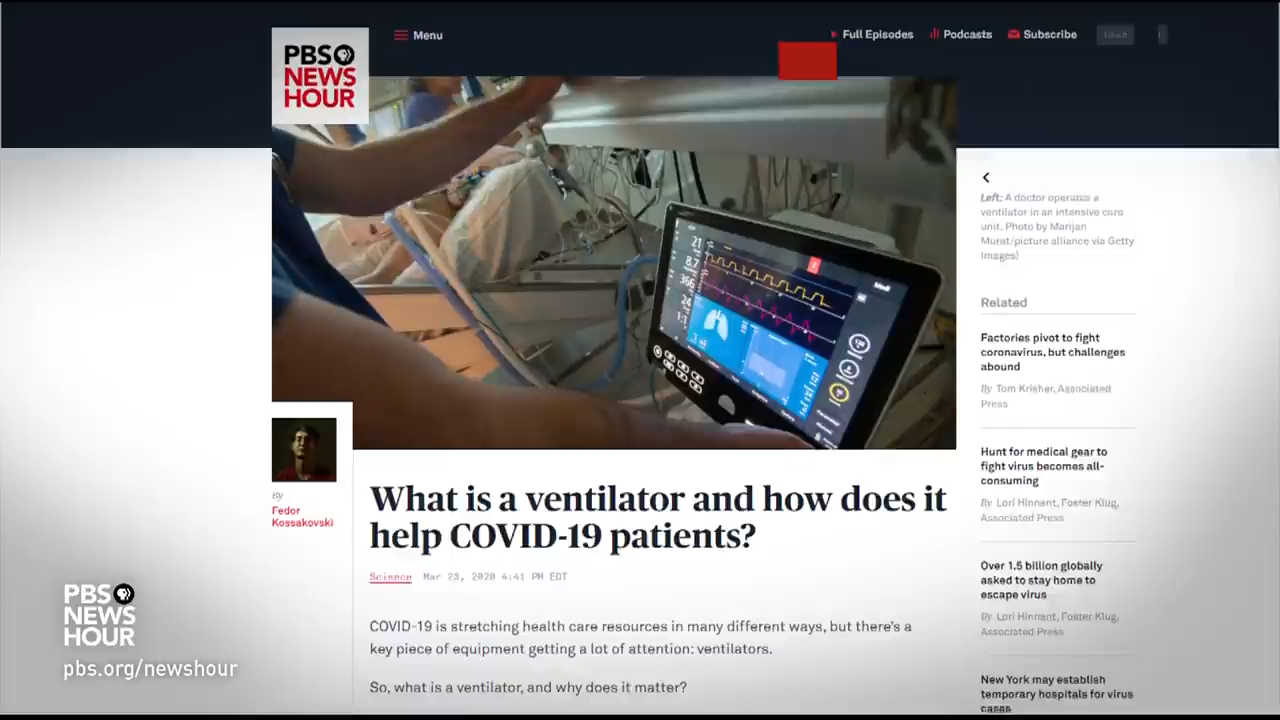 PBS
NEWS
HOUR
Menu
Full Episodes
Podcasts
Subscribe
21
8.7
366
24
1:1
Left: A doctor operates a
ventilator in an intensive care
unit. Photo by Marijan
Murat/picture alliance via Getty
Images)
Related
Factories pivot to fight
coronavirus, but challenges
abound
By Tom Krisher, Associated
Press
Hunt for medical gear to
fight virus becomes all-
consuming
By Lori Hinnant, Foster Klug,
Associated Press
Over 1.5 billion globally
asked to stay home to
escape virus
By Lori Hinnant, Foster Klug,
Associated Press
New York may establish
temporary hospitals for virus
cases
By
Fedor
Kossakovski
What is a ventilator and how does it
help COVID-19 patients?
Science Mar 23, 2020 4:41 PM EDT
COVID-19 is stretching health care resources in many different ways, but there's a
key piece of equipment getting a lot of attention: ventilators.
So, what is a ventilator, and why does it matter?
PBS
NEWS
HOUR
pbs.org/newshour